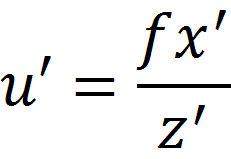 u′ = fx′/z′